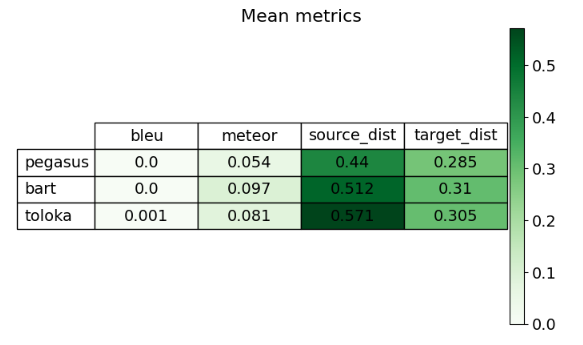 Mean metrics
bleu meteor source_dist target_dist
pegasus 0.0 0.054 0.44 0.285
bart 0.0 0.097 0.512 0.31
toloka 0.001 0.081 0.571 0.305
0.5
0.4
0.3
0.2
0.1
0.0